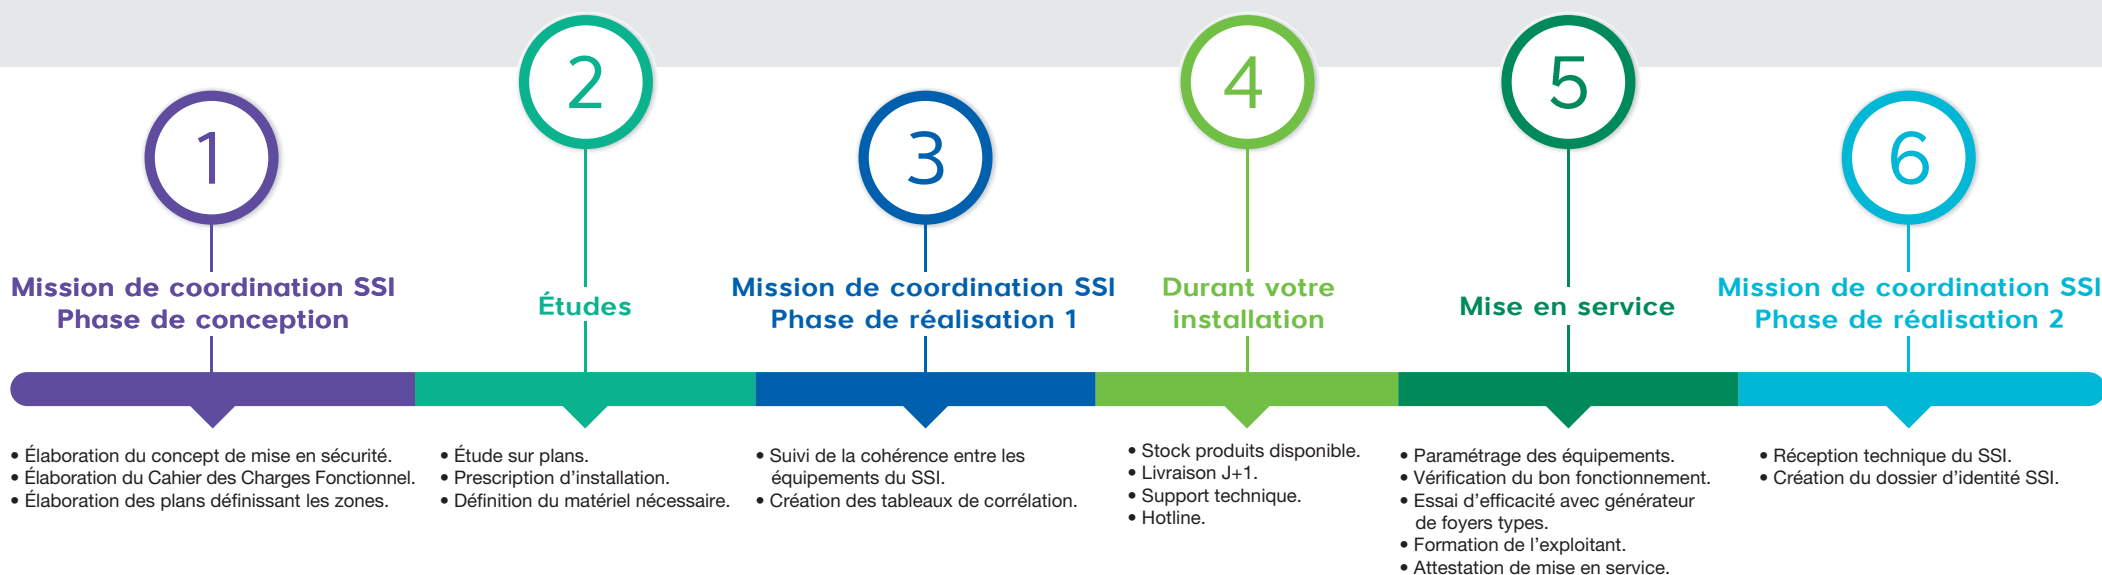 1
Mission de coordination SSI
Phase de conception
• Élaboration du concept de mise en sécurité.
• Élaboration du Cahier des Charges Fonctionnel.
• Élaboration des plans définissant les zones.
2
Études
• Étude sur plans.
• Prescription d’installation.
• Définition du matériel nécessaire.
3
Mission de coordination SSI
Phase de réalisation 1
• Suivi de la cohérence entre les
équipements du SSI.
• Création des tableaux de corrélation.
4
Durant votre
installation
• Stock produits disponible.
• Livraison J+1.
• Support technique.
• Hotline.
5
Mise en service
• Paramétrage des équipements.
• Vérification du bon fonctionnement.
• Essai d’efficacité avec générateur
de foyers types.
• Formation de l’exploitant.
• Attestation de mise en service.
6
Mission de coordination SSI
Phase de réalisation 2
• Réception technique du SSI.
• Création du dossier d’identité SSI.